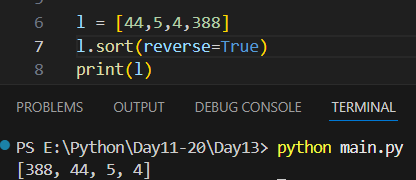 6 l = [44,5,4,388]
7 l.sort(reverse=True)
8 print(l)
PROBLEMS OUTPUT DEBUG CONSOLE TERMINAL
PS E:\Python\Day11-20\Day13> python main.py
[388, 44, 5, 4]